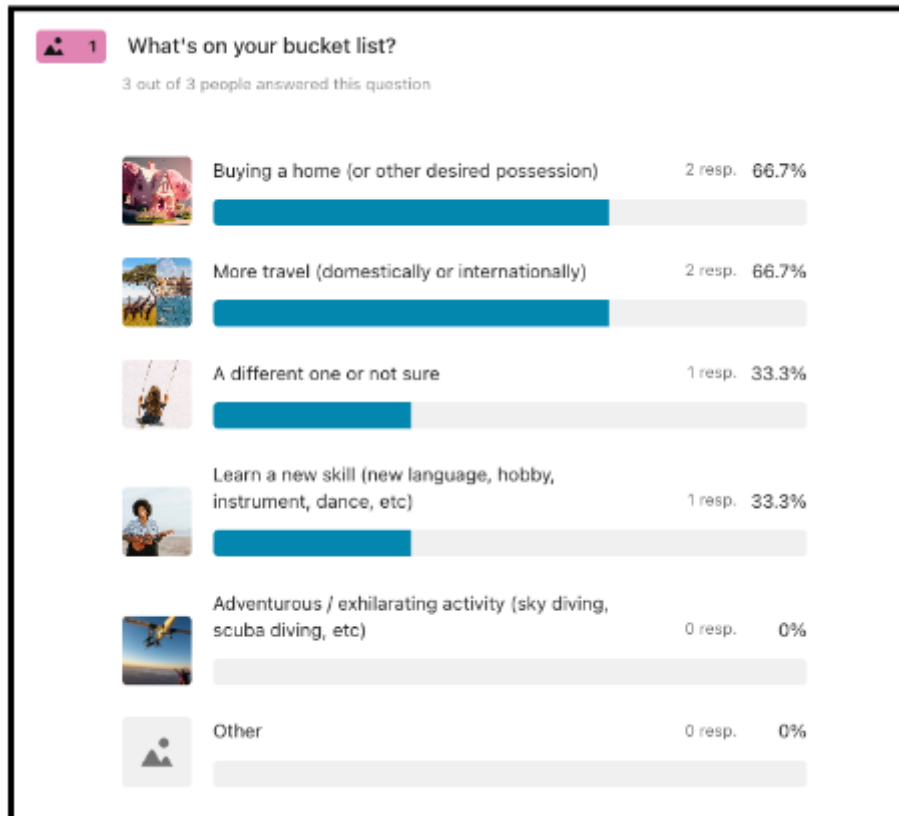 1 What's on your bucket list?
3 out of 3 people answered this question
Buying a home (or other desired possession) 2 resp. 66.7%
More travel (domestically or internationally) 2 resp. 66.7%
A different one or not sure 1 resp. 33.3%
Learn a new skill (new language, hobby,
instrument, dance, etc) 1 resp. 33.3%
Adventurous / exhilarating activity (sky diving,
scuba diving, etc) 0 resp. 0%
Other 0 resp. 0%